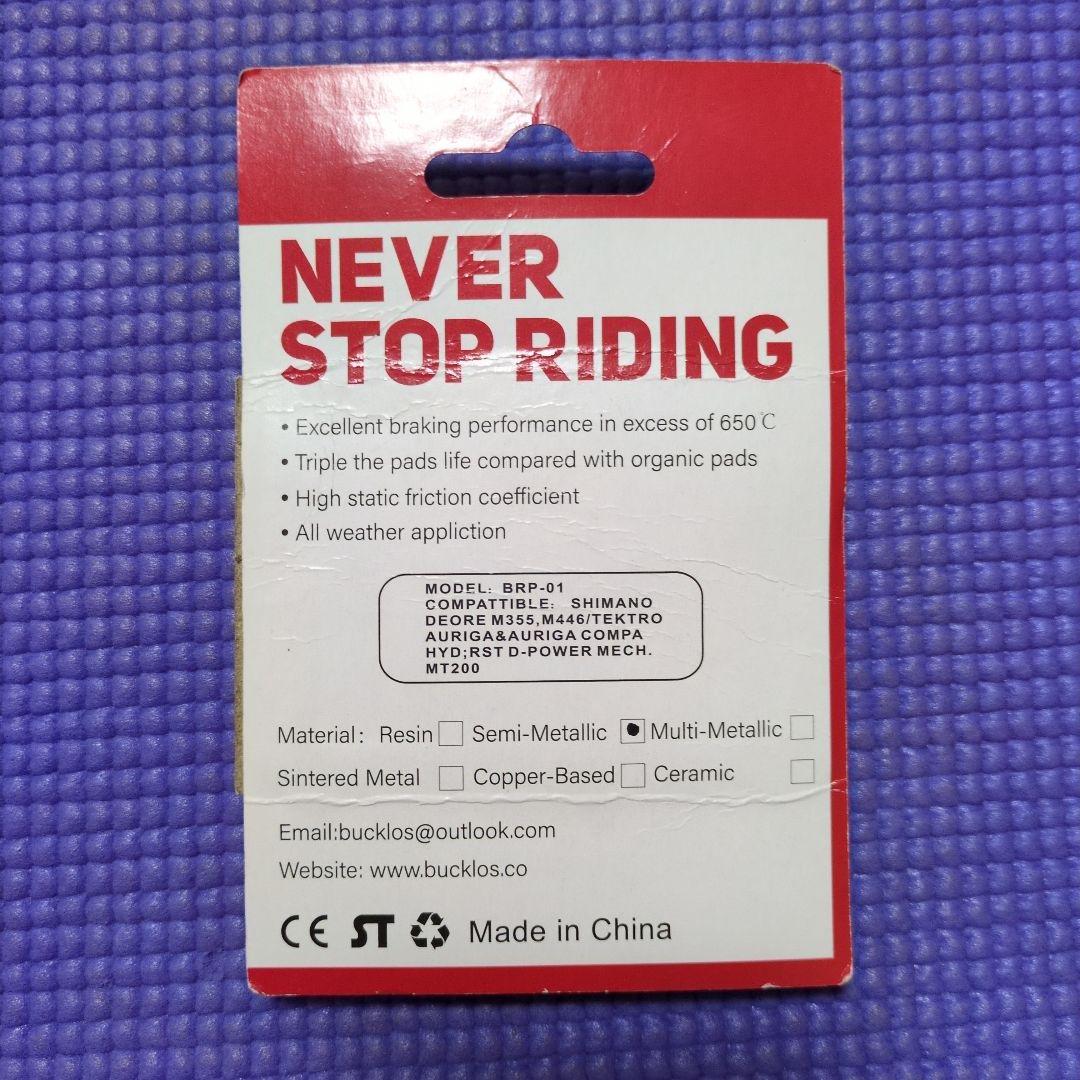 NEVER
STOP RIDING
• Excellent braking performance in excess of 650℃
• Triple the pads life compared with organic pads
• High static friction coefficient
• All weather appliction
MODEL: BRP-01
COMPATTIBLE: SHIMANO
DEORE M355,M446/TEKTRO
AURIGA&AURIGA COMPA
HYD;RST D-POWER MECH.
MT200
Material: Resin Semi-Metallic Multi-Metallic
Sintered Metal Copper-Based Ceramic
Email:bucklos@outlook.com
Website: www.bucklos.co
CE ST Made in China